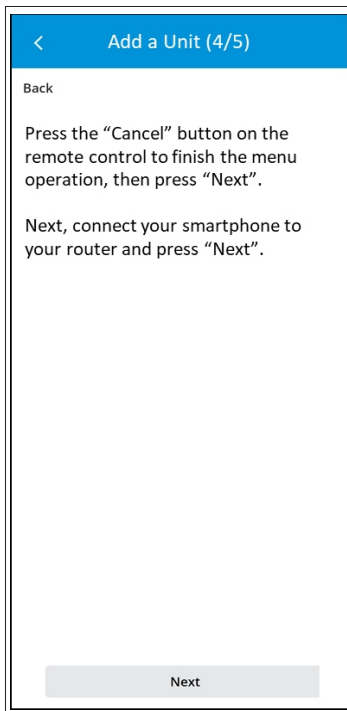 Add a Unit (4/5)
Back
Press the “Cancel” button on the
remote control to finish the menu
operation, then press “Next”.
Next, connect your smartphone to
your router and press “Next”.
Next